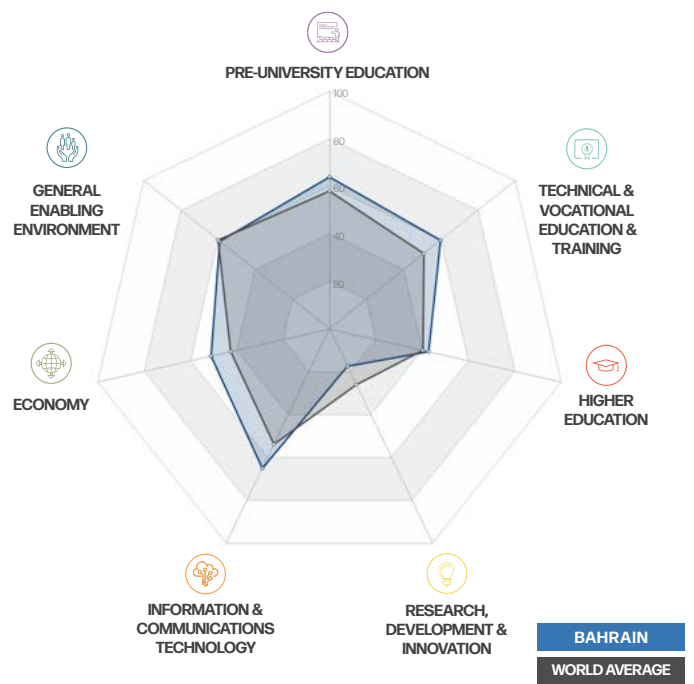 PRE-UNIVERSITY EDUCATION
100
80
60
40
20
GENERAL
ENABLING
ENVIRONMENT
TECHNICAL &
VOCATIONAL
EDUCATION &
TRAINING
ECONOMY
HIGHER
EDUCATION
INFORMATION &
COMMUNICATIONS
TECHNOLOGY
RESEARCH,
DEVELOPMENT &
INNOVATION
BAHRAIN
WORLD AVERAGE